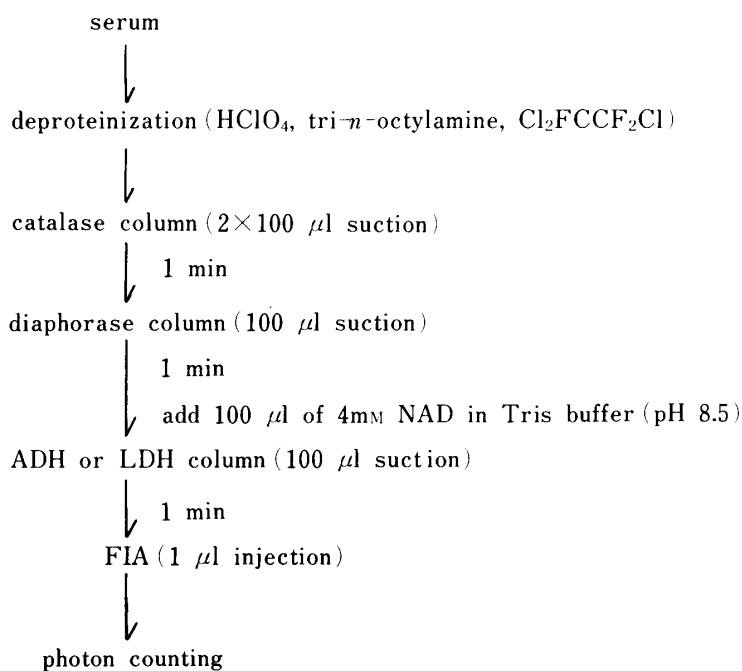 serum
deproteinization (HClO₄, tri-n-octylamine, Cl₂FCCF₂Cl)
catalase column (2×100 μl suction)
1 min
diaphorase column (100 μl suction)
1 min
add 100 μl of 4mM NAD in Tris buffer (pH 8.5)
ADH or LDH column (100 μl suction)
1 min
FIA (1 μl injection)
photon counting